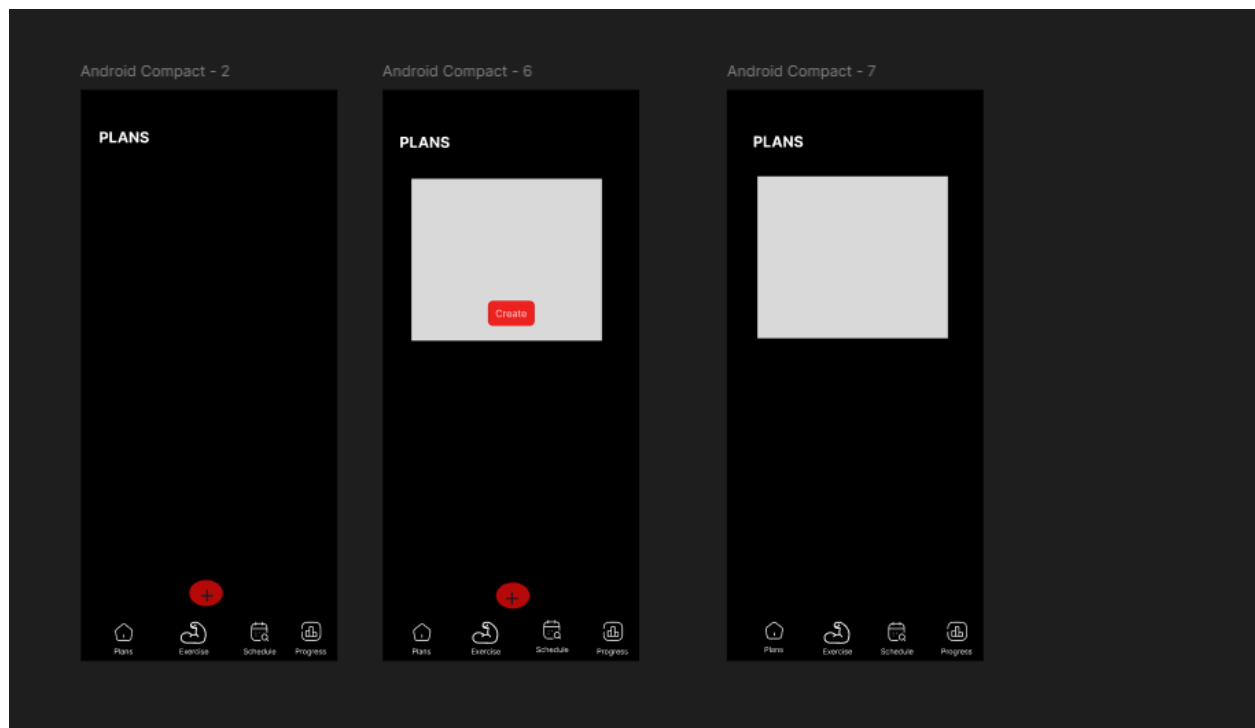 Android Compact - 2
PLANS
+
Plans Exercise Schedule Progress
Android Compact - 6
PLANS
Create
+
Plans Exercise Schedule Progress
Android Compact - 7
PLANS
Plans Exercise Schedule Progress